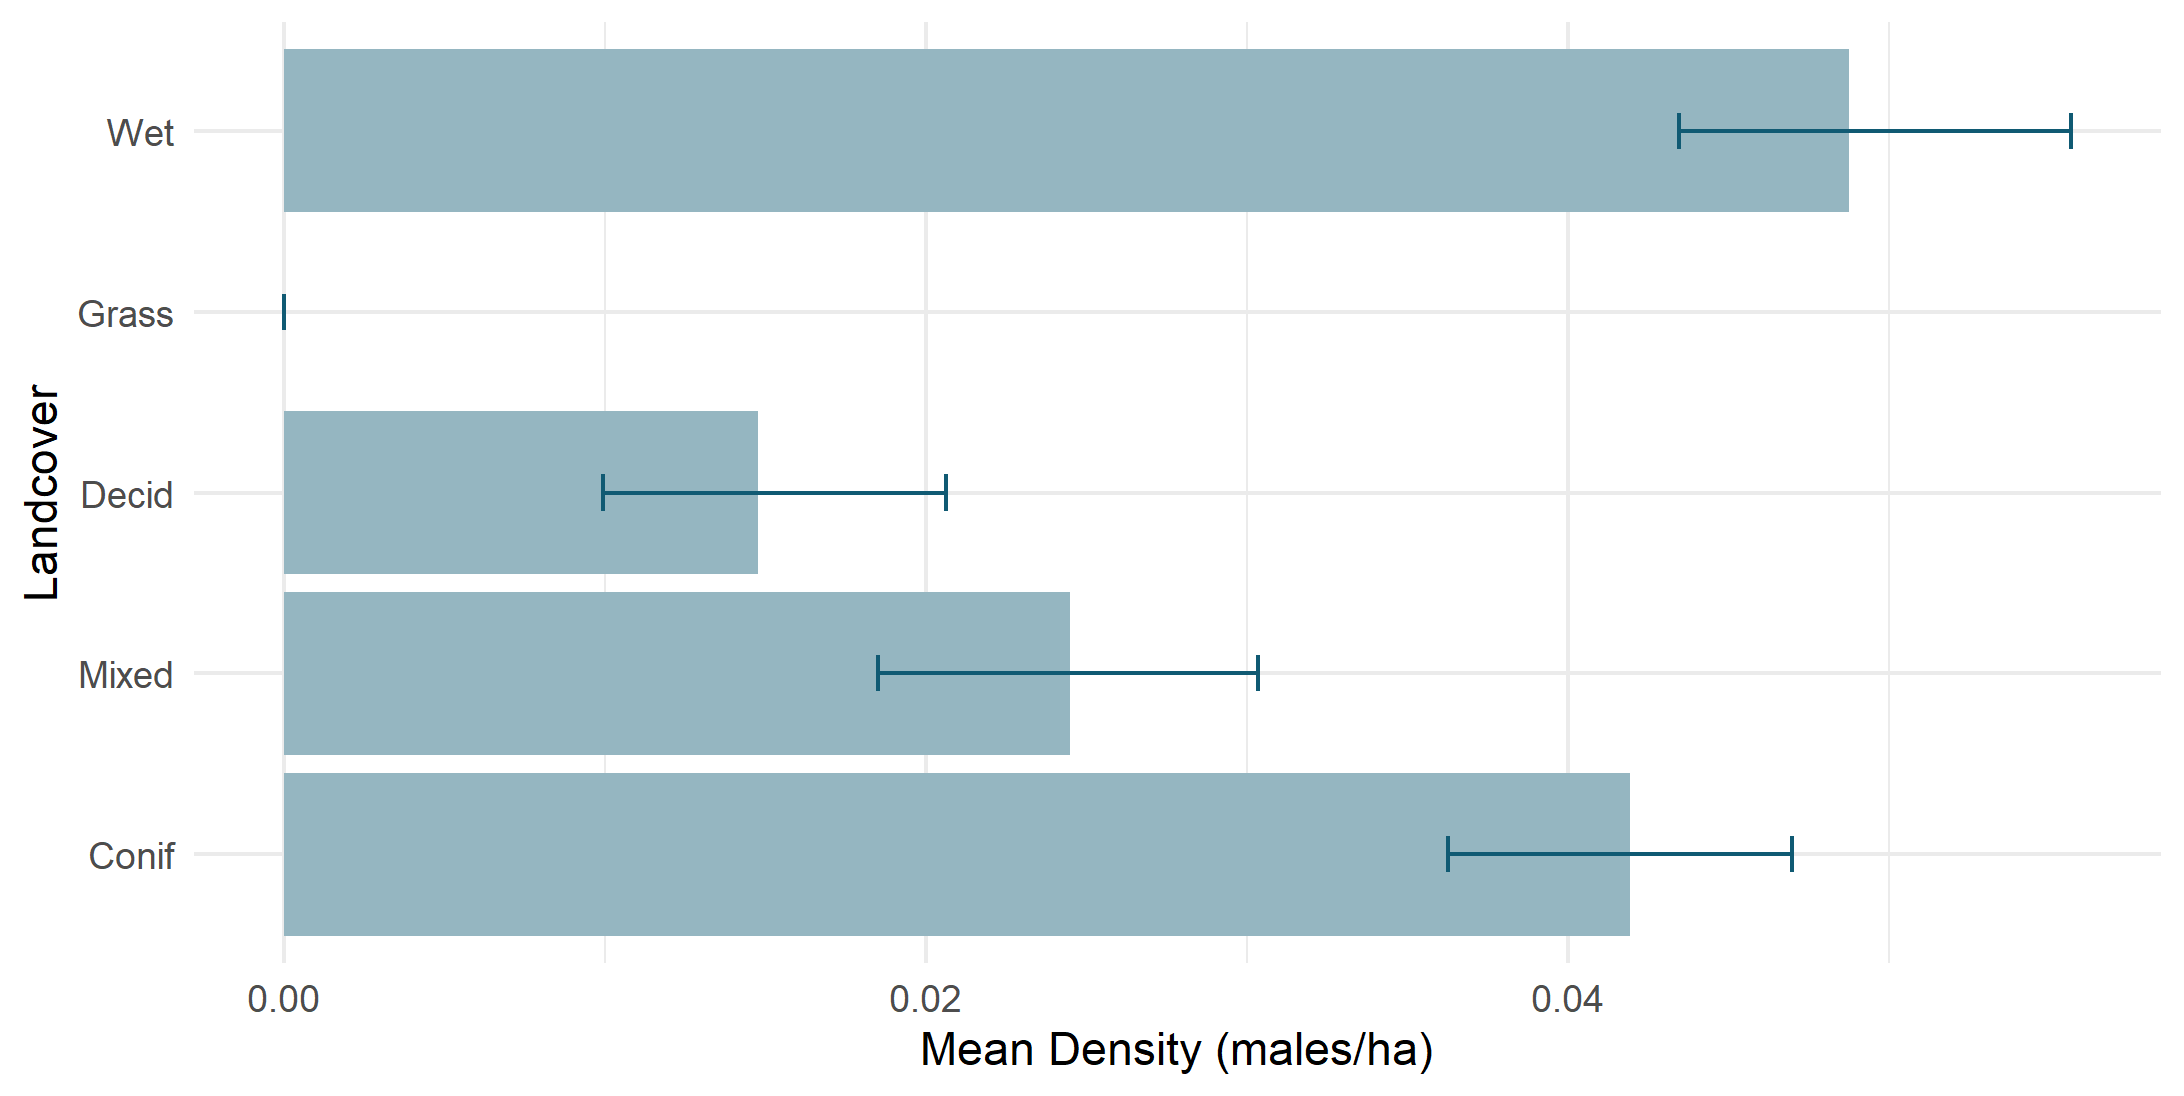 Wet
Grass
Decid
Mixed
Conif
Landcover
0.00
0.02
0.04
Mean Density (males/ha)